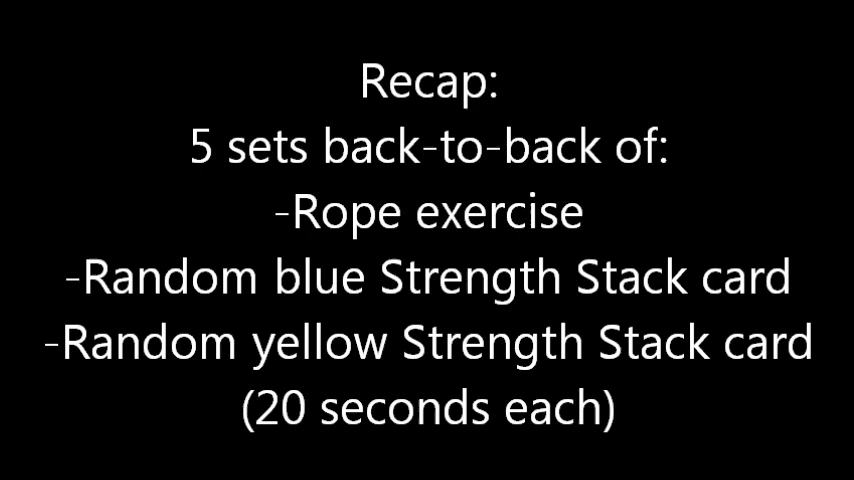 Recap:
5 sets back-to-back of:
-Rope exercise
-Random blue Strength Stack card
-Random yellow Strength Stack card
(20 seconds each)